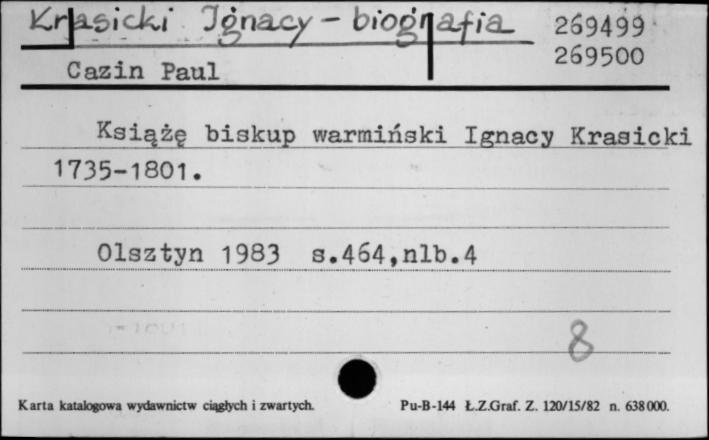 Krasicki Ignacy - biografia 269499
269500
Cazin Paul
Książę biskup warmiński Ignacy Krasicki
1735-1801.
Olsztyn 1983 s.464,nlb.4
8
Karta katalogowa wydawnictw ciągłych i zwartych. Pu-B-144 Ł.Z.Graf. Z. 120/15/82 n. 638000.